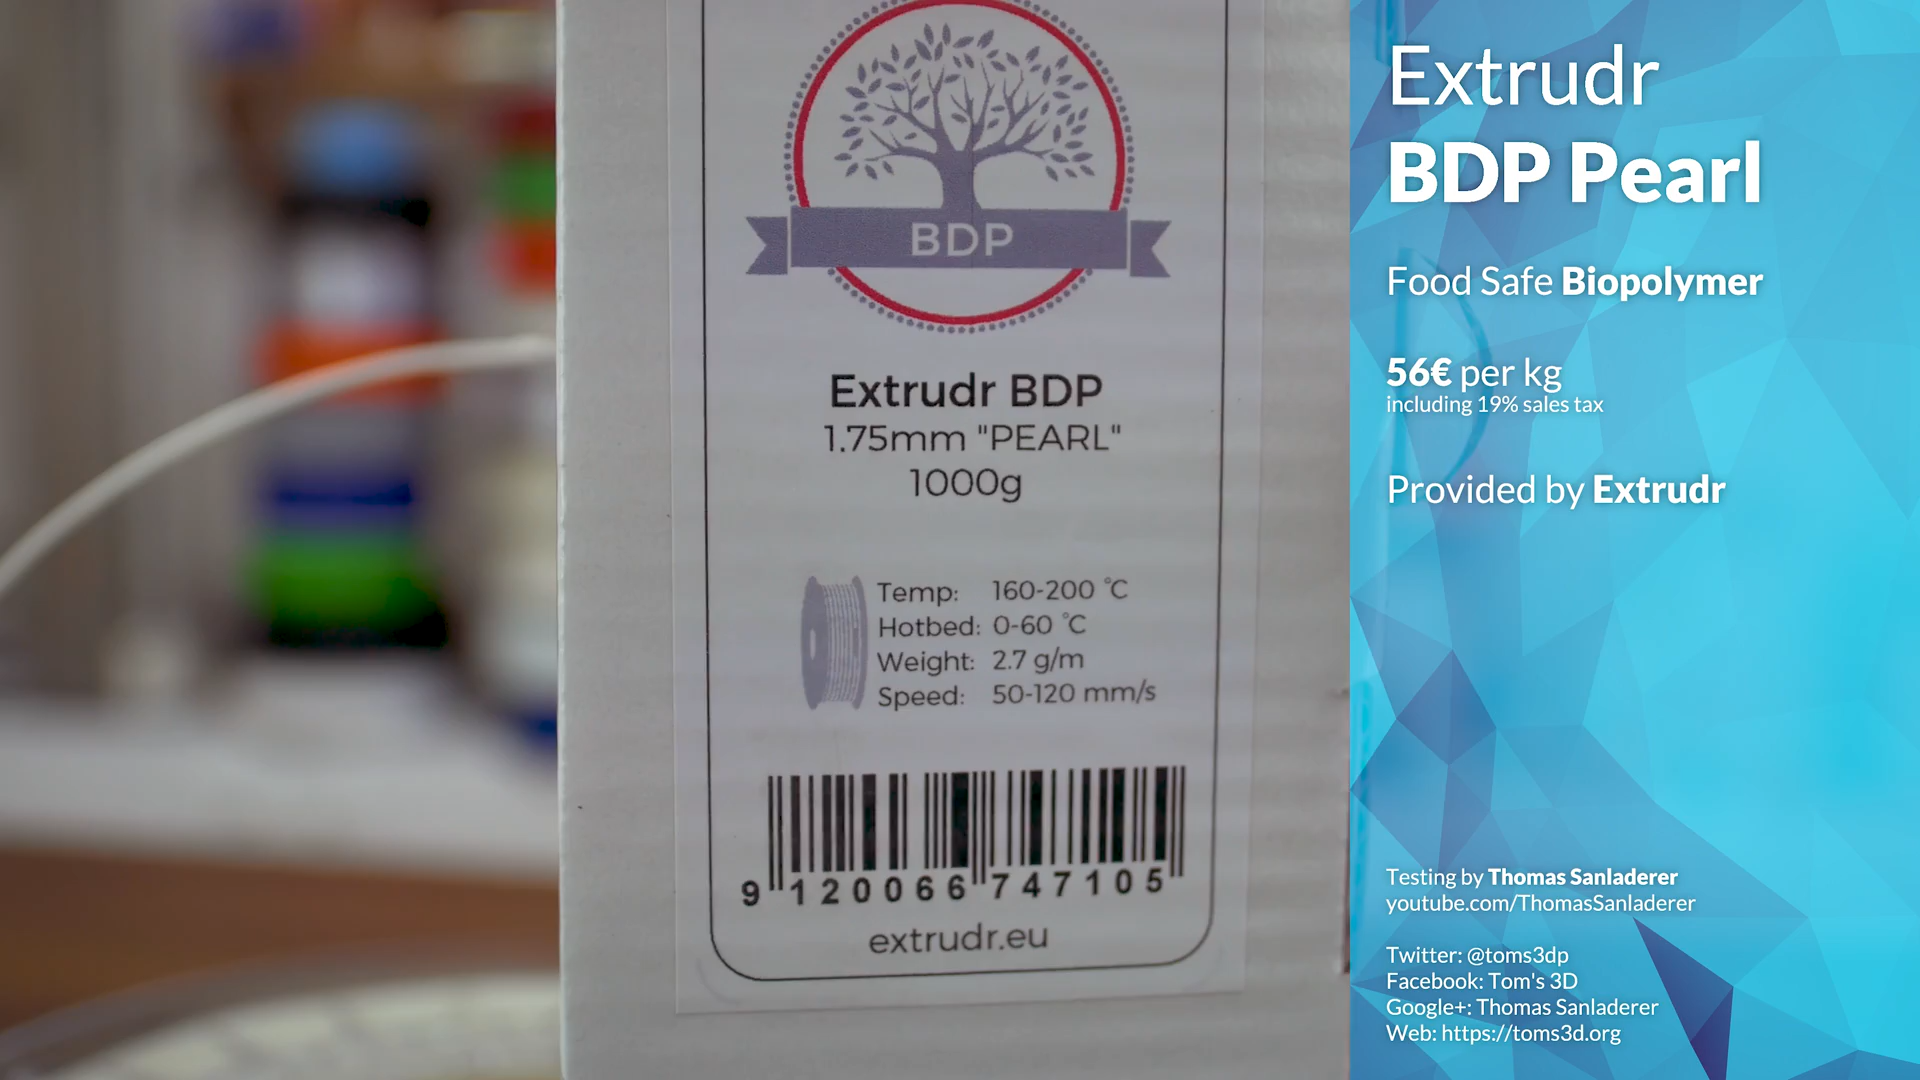 BDP
Extrudr BDP
1.75mm "PEARL"
1000g
Temp: 160-200 °C
Hotbed: 0-60 °C
Weight: 2.7 g/m
Speed: 50-120 mm/s
9 120066 747105
extrudr.eu
Extrudr
BDP Pearl
Food Safe Biopolymer
56€ per kg
including 19% sales tax
Provided by Extrudr
Testing by Thomas Sanladerer
youtube.com/ThomasSanladerer
Twitter: @toms3dp
Facebook: Tom's 3D
Google+: Thomas Sanladerer
Web: https://toms3d.org